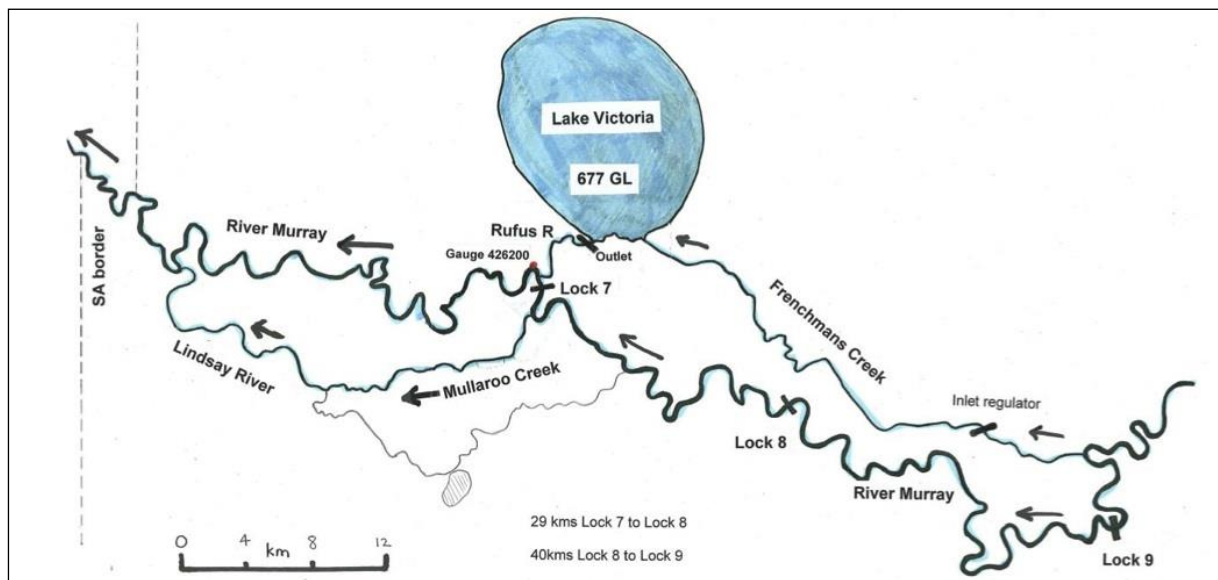 Lake Victoria
677 GL
River Murray
Rufus R
Gauge 426200
Outlet
Lock 7
SA border
Frenchmans Creek
Lindsay River
Mullaroo Creek
Inlet regulator
Lock 8
River Murray
Lock 9
29 kms Lock 7 to Lock 8
40kms Lock 8 to Lock 9
0 4 8 12
km